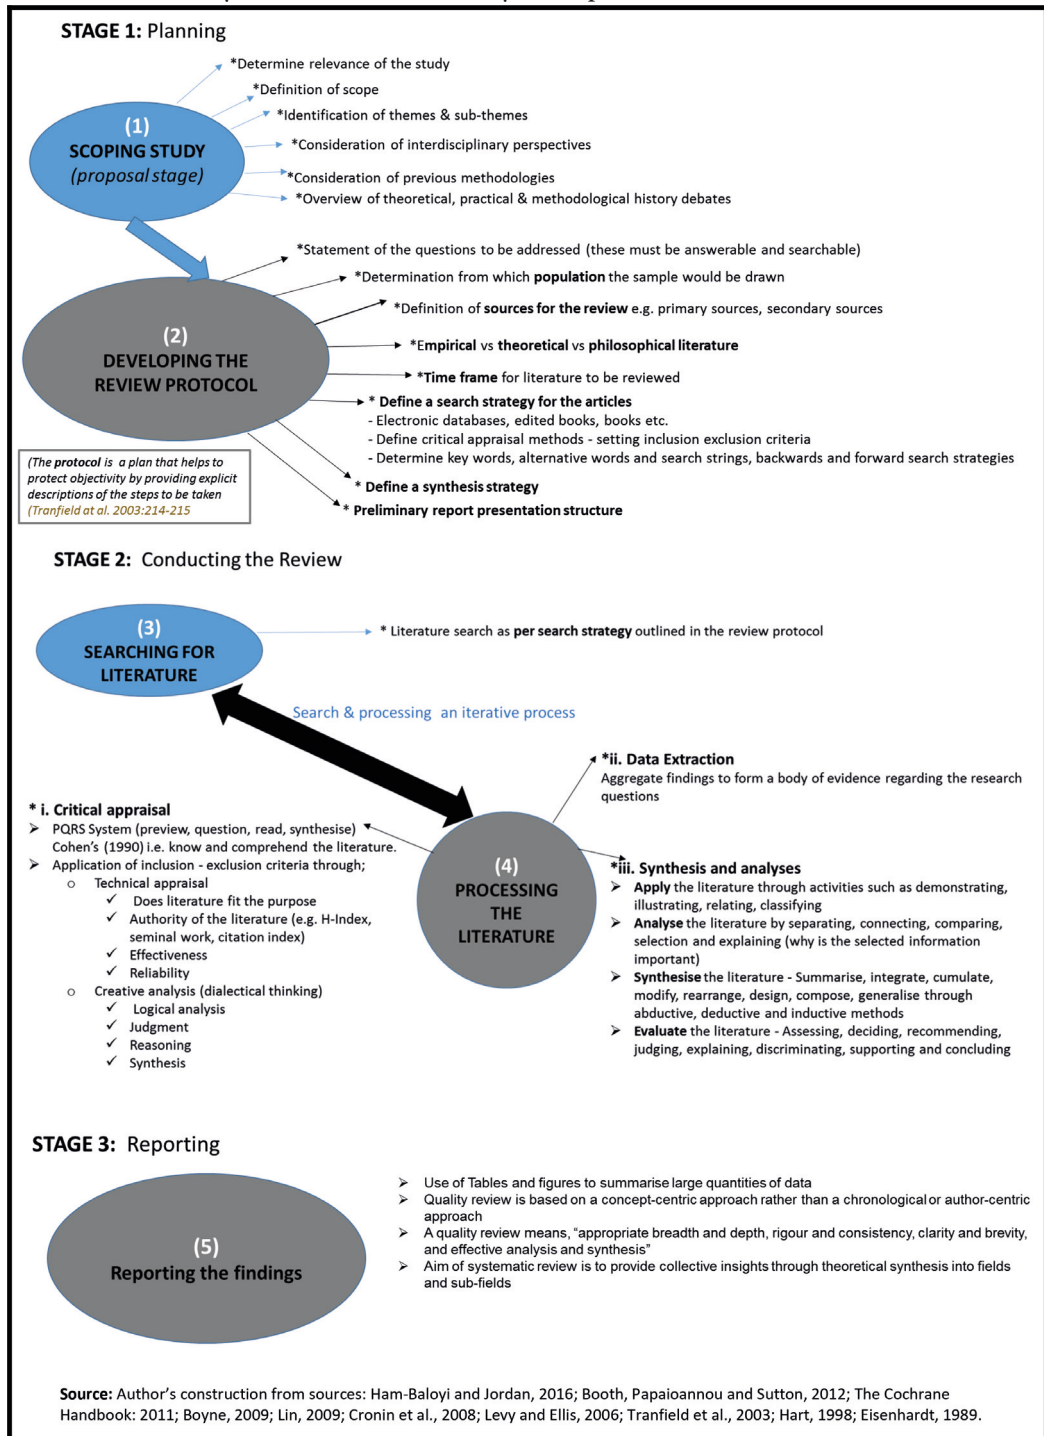 STAGE 1: Planning
*Determine relevance of the study
*Definition of scope
*Identification of themes & sub-themes
*Consideration of interdisciplinary perspectives
*Consideration of previous methodologies
*Overview of theoretical, practical & methodological history debates
(1)
SCOPING STUDY
(proposal stage)
*Statement of the questions to be addressed (these must be answerable and searchable)
*Determination from which population the sample would be drawn
*Definition of sources for the review e.g. primary sources, secondary sources
*Empirical vs theoretical vs philosophical literature
*Time frame for literature to be reviewed
* Define a search strategy for the articles
- Electronic databases, edited books, books etc.
- Define critical appraisal methods - setting inclusion exclusion criteria
- Determine key words, alternative words and search strings, backwards and forward search strategies
* Define a synthesis strategy
* Preliminary report presentation structure
(2)
DEVELOPING THE
REVIEW PROTOCOL
(The protocol is a plan that helps to
protect objectivity by providing explicit
descriptions of the steps to be taken
(Tranfield at al. 2003:214-215
STAGE 2: Conducting the Review
(3)
SEARCHING FOR
LITERATURE
* Literature search as per search strategy outlined in the review protocol
Search & processing an iterative process
*ii. Data Extraction
Aggregate findings to form a body of evidence regarding the research
questions
* i. Critical appraisal
➢ PQRS System (preview, question, read, synthesise)
Cohen's (1990) i.e. know and comprehend the literature.
➢ Application of inclusion - exclusion criteria through;
o Technical appraisal
✓ Does literature fit the purpose
✓ Authority of the literature (e.g. H-Index,
seminal work, citation index)
✓ Effectiveness
✓ Reliability
o Creative analysis (dialectical thinking)
✓ Logical analysis
✓ Judgment
✓ Reasoning
✓ Synthesis
(4)
PROCESSING
THE
LITERATURE
*iii. Synthesis and analyses
➢ Apply the literature through activities such as demonstrating,
illustrating, relating, classifying
➢ Analyse the literature by separating, connecting, comparing,
selection and explaining (why is the selected information
important)
➢ Synthesise the literature - Summarise, integrate, cumulate,
modify, rearrange, design, compose, generalise through
abductive, deductive and inductive methods
➢ Evaluate the literature - Assessing, deciding, recommending,
judging, explaining, discriminating, supporting and concluding
STAGE 3: Reporting
(5)
Reporting the findings
➢ Use of Tables and figures to summarise large quantities of data
➢ Quality review is based on a concept-centric approach rather than a chronological or author-centric
approach
➢ A quality review means, "appropriate breadth and depth, rigour and consistency, clarity and brevity,
and effective analysis and synthesis"
➢ Aim of systematic review is to provide collective insights through theoretical synthesis into fields
and sub-fields
Source: Author's construction from sources: Ham-Baloyi and Jordan, 2016; Booth, Papaioannou and Sutton, 2012; The Cochrane
Handbook: 2011; Boyne, 2009; Lin, 2009; Cronin et al., 2008; Levy and Ellis, 2006; Tranfield et al., 2003; Hart, 1998; Eisenhardt, 1989.